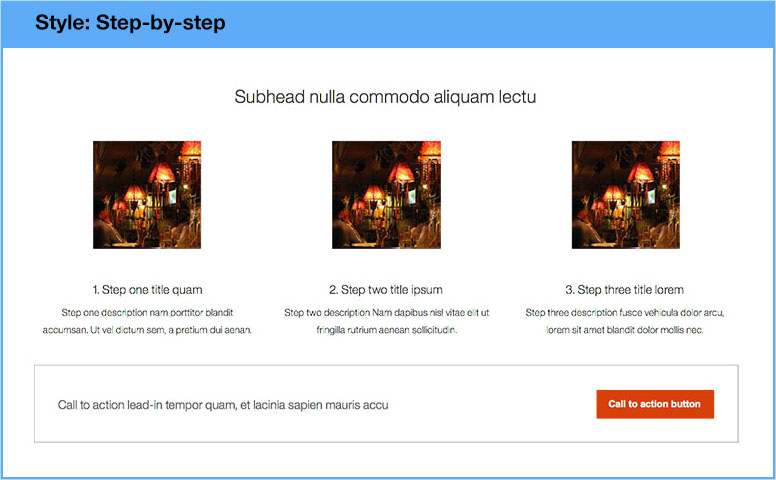 Style: Step-by-step
Subhead nulla commodo aliquam lectu
1. Step one title quam
Step one description nam porttitor blandit
accumsan. Ut vel dictum sem, a pretium dui aenan.
2. Step two title ipsum
Step two description Nam dapibus nisl vitae elit ut
fringilla rutrium aenean sollicitudin.
3. Step three title lorem
Step three description fusce vehicula dolor arcu,
lorem sit amet blandit dolor mollis nec.
Call to action lead-in tempor quam, et lacinia sapien mauris accu
Call to action button